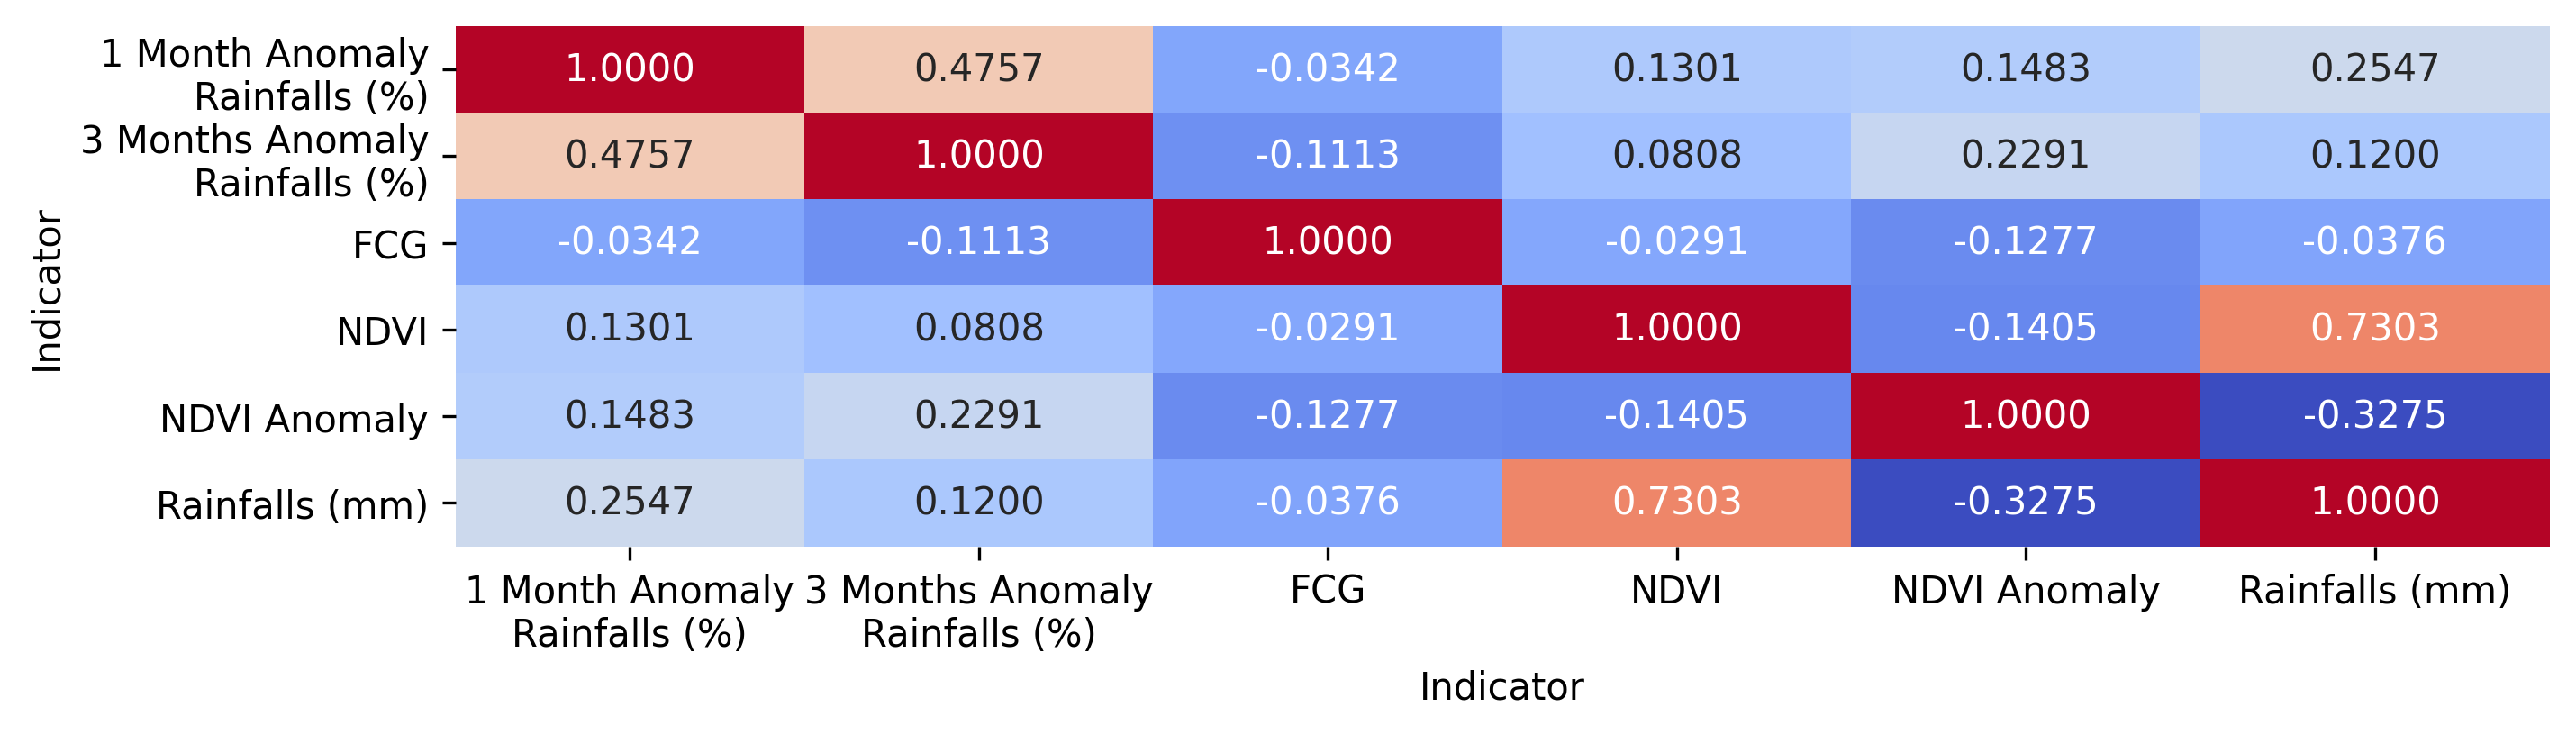 1 Month Anomaly
Rainfalls (%)
1.0000 0.4757 -0.0342 0.1301 0.1483 0.2547
3 Months Anomaly
Rainfalls (%)
0.4757 1.0000 -0.1113 0.0808 0.2291 0.1200
FCG -0.0342 -0.1113 1.0000 -0.0291 -0.1277 -0.0376
NDVI 0.1301 0.0808 -0.0291 1.0000 -0.1405 0.7303
NDVI Anomaly 0.1483 0.2291 -0.1277 -0.1405 1.0000 -0.3275
Rainfalls (mm) 0.2547 0.1200 -0.0376 0.7303 -0.3275 1.0000
Indicator
1 Month Anomaly 3 Months Anomaly FCG NDVI NDVI Anomaly Rainfalls (mm)
Rainfalls (%) Rainfalls (%)
Indicator